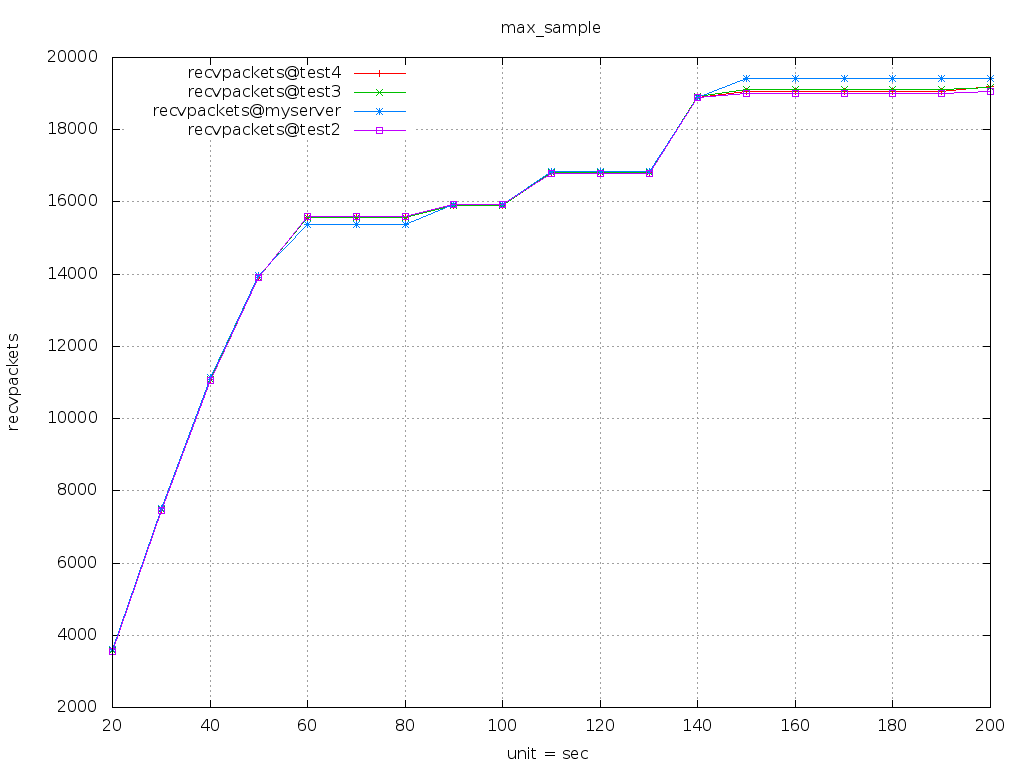 max_sample
20000
18000
16000
14000
12000
10000
8000
6000
4000
2000
recvpackets
recvpackets@test4
recvpackets@test3
recvpackets@myserver
recvpackets@test2
20 40 60 80 100 120 140 160 180 200
unit = sec